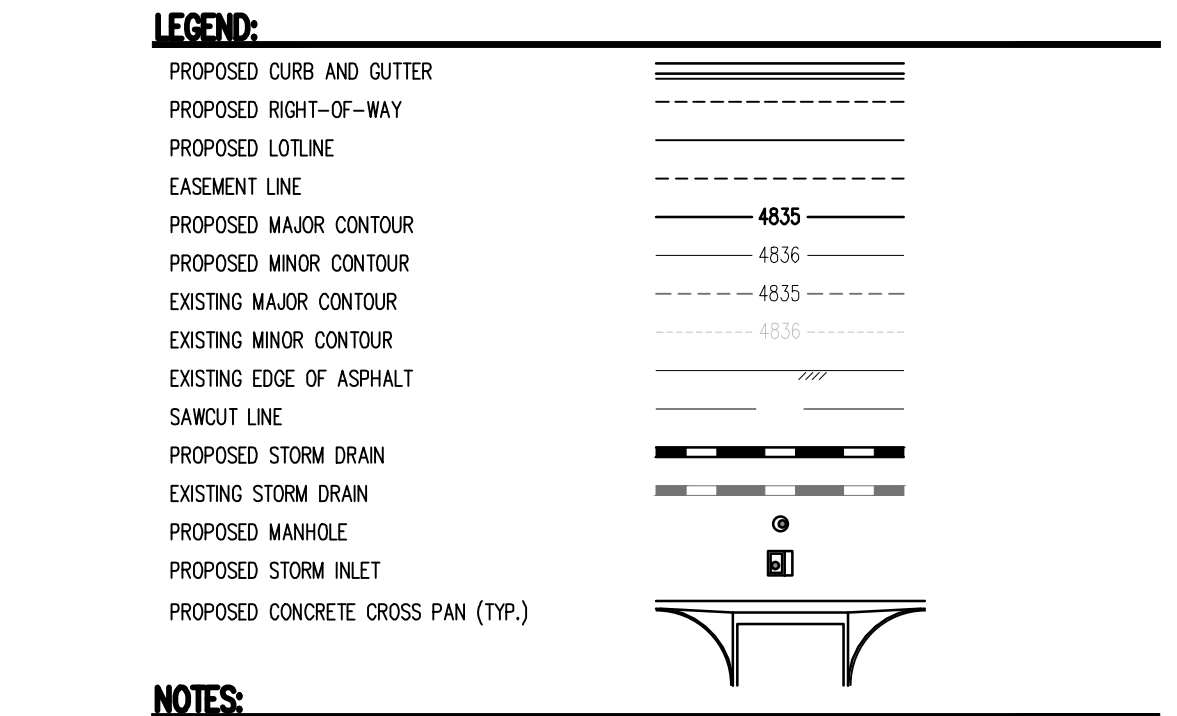 LEGEND:
PROPOSED CURB AND GUTTER
PROPOSED RIGHT-OF-WAY
PROPOSED LOTLINE
EASEMENT LINE
PROPOSED MAJOR CONTOUR 4835
PROPOSED MINOR CONTOUR 4836
EXISTING MAJOR CONTOUR 4835
EXISTING MINOR CONTOUR 4836
EXISTING EDGE OF ASPHALT
SAWCUT LINE
PROPOSED STORM DRAIN
EXISTING STORM DRAIN
PROPOSED MANHOLE
PROPOSED STORM INLET
PROPOSED CONCRETE CROSS PAN (TYP.)
NOTES: